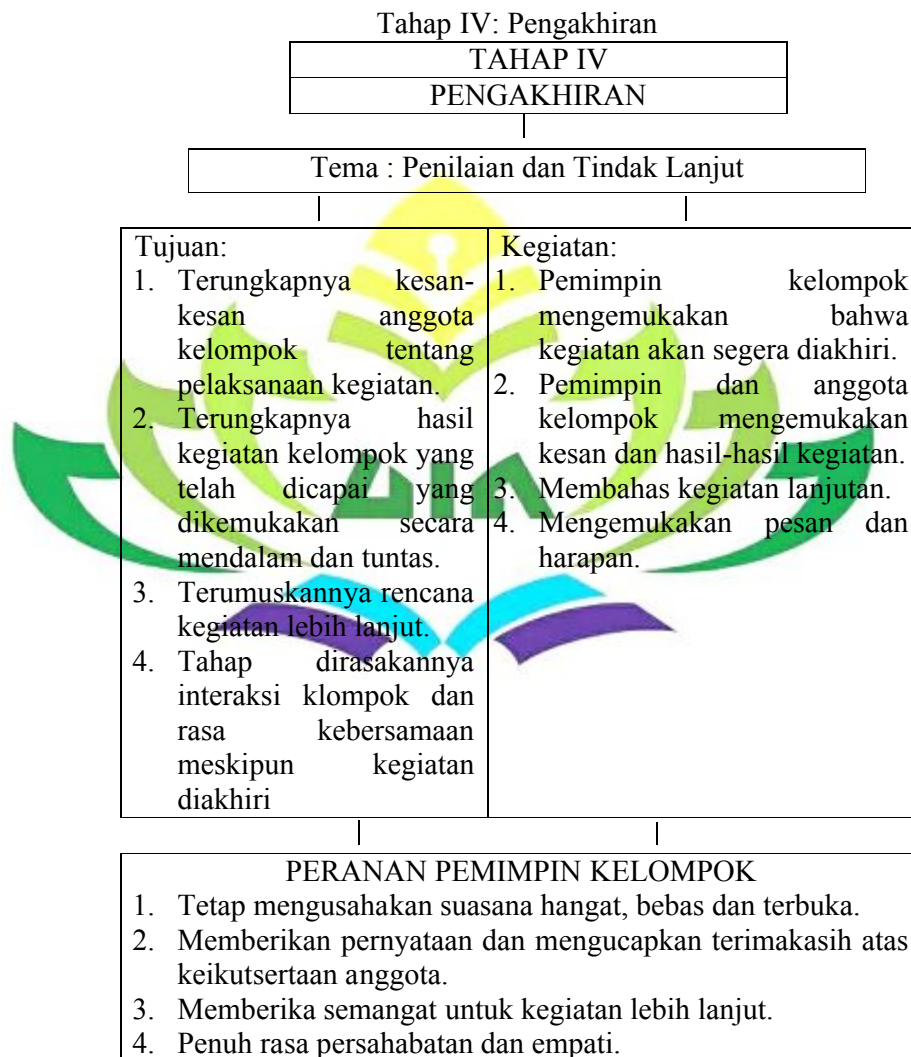 Tahap IV: Pengakhiran
TAHAP IV
PENGAKHIRAN
Tema : Penilaian dan Tindak Lanjut
Tujuan:
1. Terungkapnya kesan-
kesan anggota
kelompok tentang
pelaksanaan kegiatan.
2. Terungkapnya hasil
kegiatan kelompok yang
telah dicapai yang
dikemukakan secara
mendalam dan tuntas.
3. Terumuskannya rencana
kegiatan lebih lanjut.
4. Tahap dirasakannya
interaksi klompok dan
rasa kebersamaan
meskipun kegiatan
diakhiri
Kegiatan:
1. Pemimpin kelompok
mengemukakan bahwa
kegiatan akan segera diakhiri.
2. Pemimpin dan anggota
kelompok mengemukakan
kesan dan hasil-hasil kegiatan.
3. Membahas kegiatan lanjutan.
4. Mengemukakan pesan dan
harapan.
PERANAN PEMIMPIN KELOMPOK
1. Tetap mengusahakan suasana hangat, bebas dan terbuka.
2. Memberikan pernyataan dan mengucapkan terimakasih atas
keikutsertaan anggota.
3. Memberika semangat untuk kegiatan lebih lanjut.
4. Penuh rasa persahabatan dan empati.